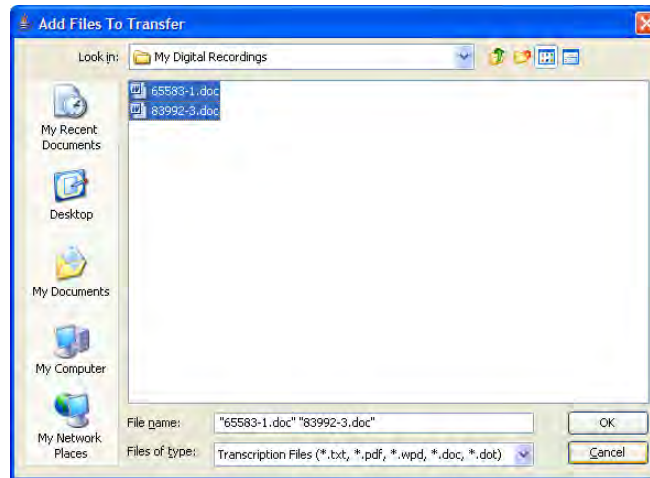 Add Files To Transfer
Look in: My Digital Recordings
65583-1.doc
83992-3.doc
My Recent
Documents
Desktop
My Documents
My Computer
My Network
Places
File name: "65583-1.doc" "83992-3.doc" OK
Files of type: Transcription Files (*.txt, *.pdf, *.wpd, *.doc, *.dot) Cancel